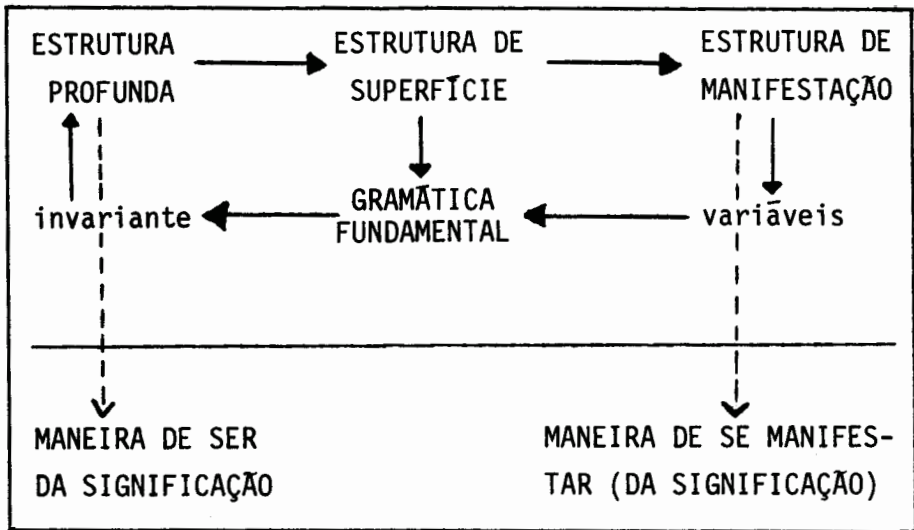 ESTRUTURA
PROFUNDA
ESTRUTURA DE
SUPERFÍCIE
ESTRUTURA DE
MANIFESTAÇÃO
invariante
GRAMÁTICA
FUNDAMENTAL
variáveis
MANEIRA DE SER
DA SIGNIFICAÇÃO
MANEIRA DE SE MANIFES-
TAR (DA SIGNIFICAÇÃO)